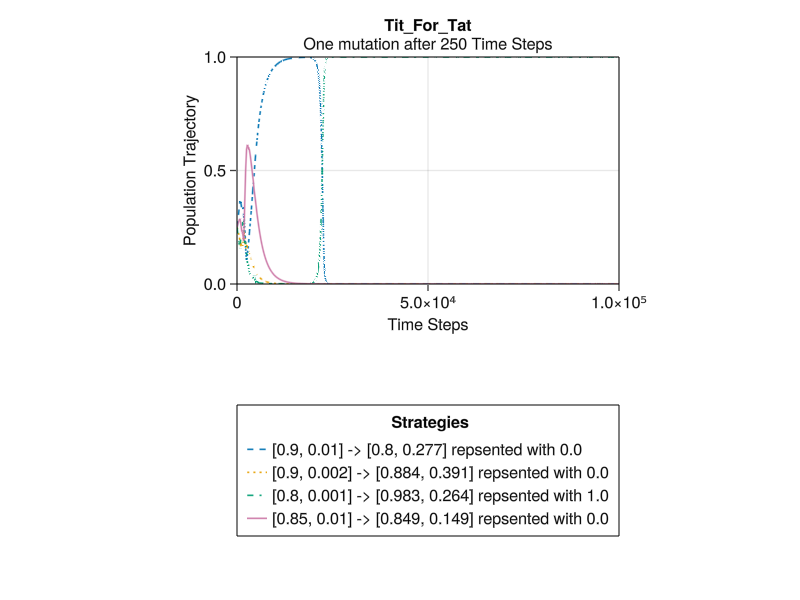 Tit_For_Tat
One mutation after 250 Time Steps
Population Trajectory
1.0
0.5
0.0
0
5.0×10⁴
1.0×10⁵
Time Steps
Strategies
[0.9, 0.01] -> [0.8, 0.277] repsented with 0.0
[0.9, 0.002] -> [0.884, 0.391] repsented with 0.0
[0.8, 0.001] -> [0.983, 0.264] repsented with 1.0
[0.85, 0.01] -> [0.849, 0.149] repsented with 0.0